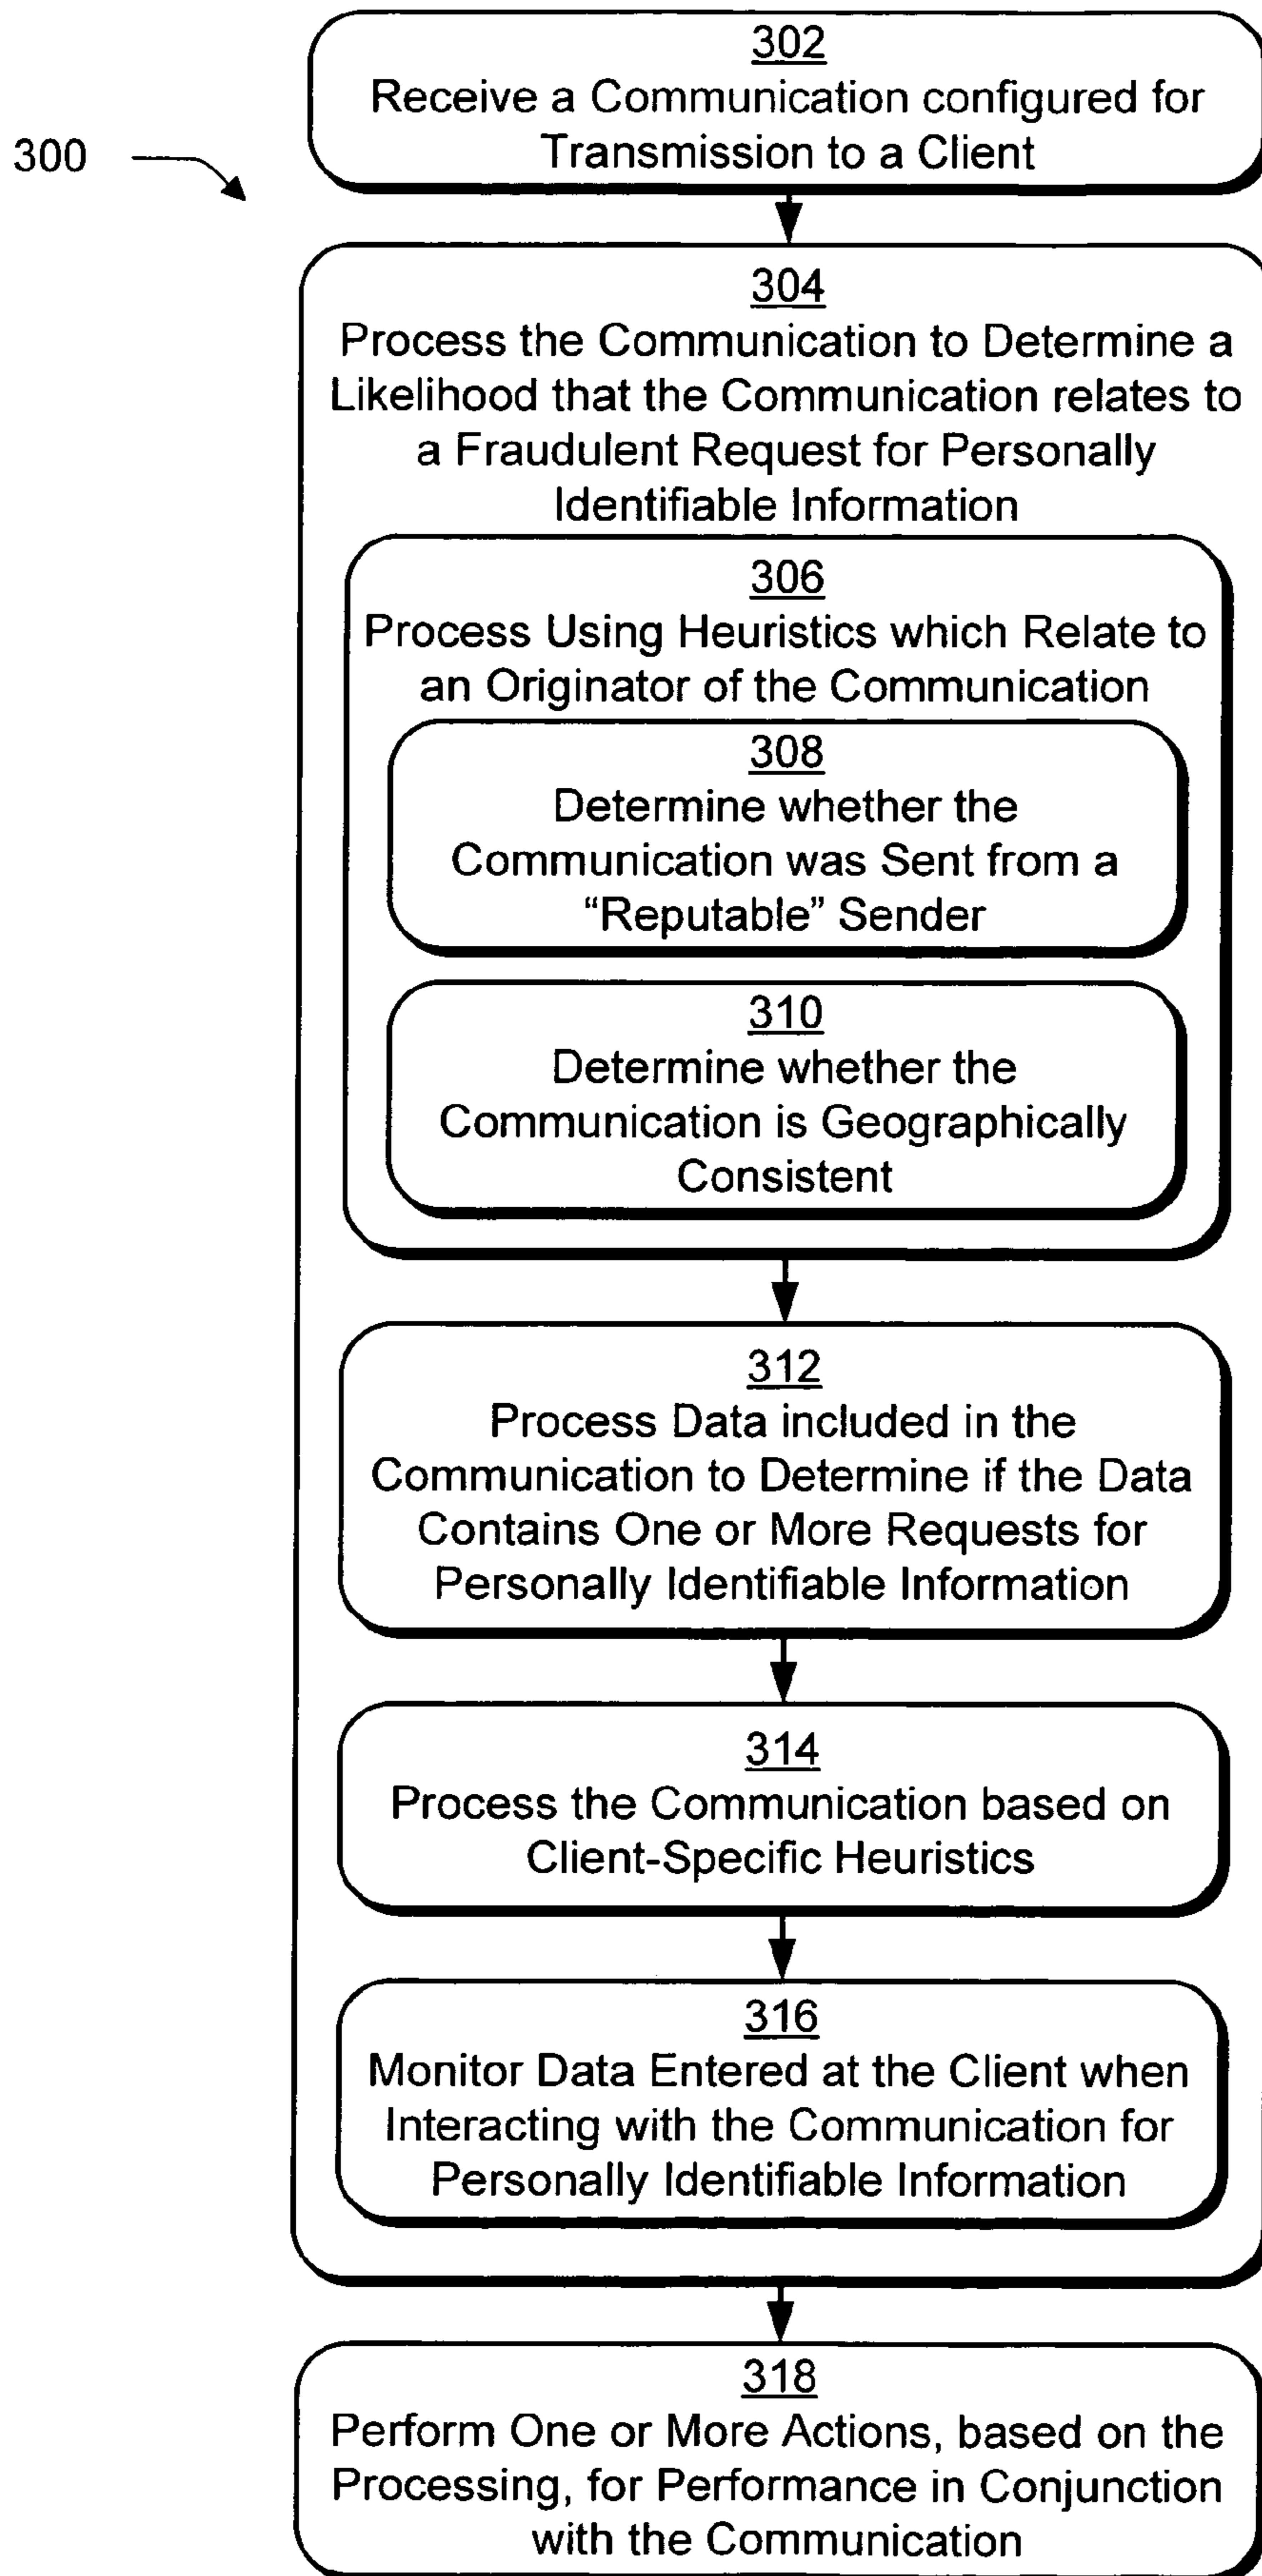 302
Receive a Communication configured for
Transmission to a Client
300
304
Process the Communication to Determine a
Likelihood that the Communication relates to
a Fraudulent Request for Personally
Identifiable Information
306
Process Using Heuristics which Relate to
an Originator of the Communication
308
Determine whether the
Communication was Sent from a
“Reputable” Sender
310
Determine whether the
Communication is Geographically
Consistent
312
Process Data included in the
Communication to Determine if the Data
Contains One or More Requests for
Personally Identifiable Information
314
Process the Communication based on
Client-Specific Heuristics
316
Monitor Data Entered at the Client when
Interacting with the Communication for
Personally Identifiable Information
318
Perform One or More Actions, based on the
Processing, for Performance in Conjunction
with the Communication